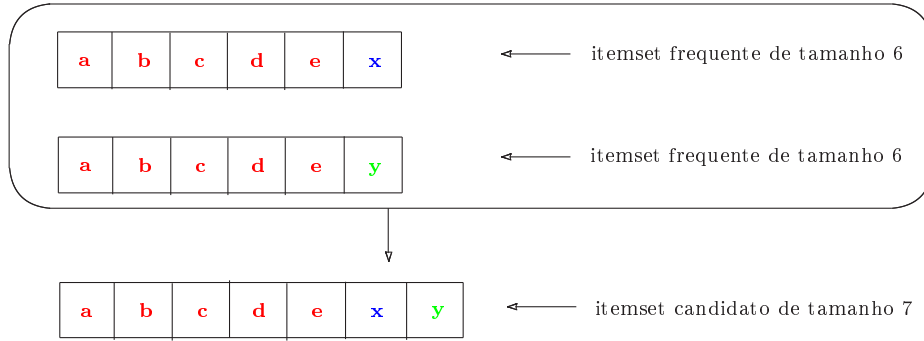 a b c d e x itemset frequente de tamanho 6
a b c d e y itemset frequente de tamanho 6
a b c d e x y itemset candidato de tamanho 7